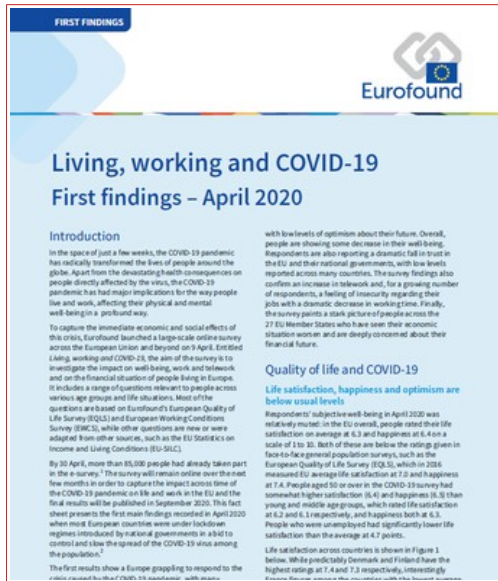 FIRST FINDINGS
Eurofound
Living, working and COVID-19
First findings – April 2020
Introduction
In the space of just a few weeks, the COVID-19 pandemic
has radically transformed the lives of people around the
globe. Apart from the devastating health consequences on
people directly affected by the virus, the COVID-19
pandemic has had major implications for the way people
live and work, affecting their physical and mental
well-being in a profound way.
To capture the immediate economic and social effects of
this crisis, Eurofound launched a large-scale online survey
across the European Union and beyond on 9 April. Entitled
Living, working and COVID-19, the aim of the survey is to
investigate the impact on well-being, work and telework
and on the financial situation of people living in Europe.
It includes a range of questions relevant to people across
various age groups and life situations. Most of the
questions are based on Eurofound's European Quality of
Life Survey (EQLS) and European Working Conditions
Survey (EWCS), while other questions are new or were
adapted from other sources, such as the EU Statistics on
Income and Living Conditions (EU-SILC).
By 30 April, more than 85,000 people had already taken part
in the e-survey.1 The survey will remain online over the next
few months in order to capture the impact across time of
the COVID-19 pandemic on life and work in the EU and the
final results will be published in September 2020. This fact
sheet presents the first main findings recorded in April 2020
when most European countries were under lockdown
regimes introduced by national governments in a bid to
control and slow the spread of the COVID-19 virus among
the population.2
The first results show a Europe grappling to respond to the
crisis caused by the COVID-19 pandemic, with many
with low levels of optimism about their future. Overall,
people are showing some decrease in their well-being.
Respondents are also reporting a dramatic fall in trust in
the EU and their national governments, with low levels
reported across many countries. The survey findings also
confirm an increase in telework and, for a growing number
of respondents, a feeling of insecurity regarding their
jobs with a dramatic decrease in working time. Finally,
the survey paints a stark picture of people across the
27 EU Member States who have seen their economic
situation worsen and are deeply concerned about their
financial future.
Quality of life and COVID-19
Life satisfaction, happiness and optimism are
below usual levels
Respondents' subjective well-being in April 2020 was
relatively muted: in the EU overall, people rated their life
satisfaction on average at 6.3 and happiness at 6.4 on a
scale of 1 to 10. Both of these are below the ratings given in
face-to-face general population surveys, such as the
European Quality of Life Survey (EQLS), which in 2016
measured EU average life satisfaction at 7.0 and happiness
at 7.4. People aged 50 or over in the COVID-19 survey had
somewhat higher satisfaction (6.4) and happiness (6.5) than
young and middle age groups, which rated life satisfaction
at 6.2 and 6.1 respectively, and happiness both at 6.3.
People who were unemployed had significantly lower life
satisfaction than the average at 4.7 points.
Life satisfaction across countries is shown in Figure 1
below. While predictably Denmark and Finland have the
highest ratings at 7.4 and 7.3 respectively, interestingly
France figures among the countries with the lowest average